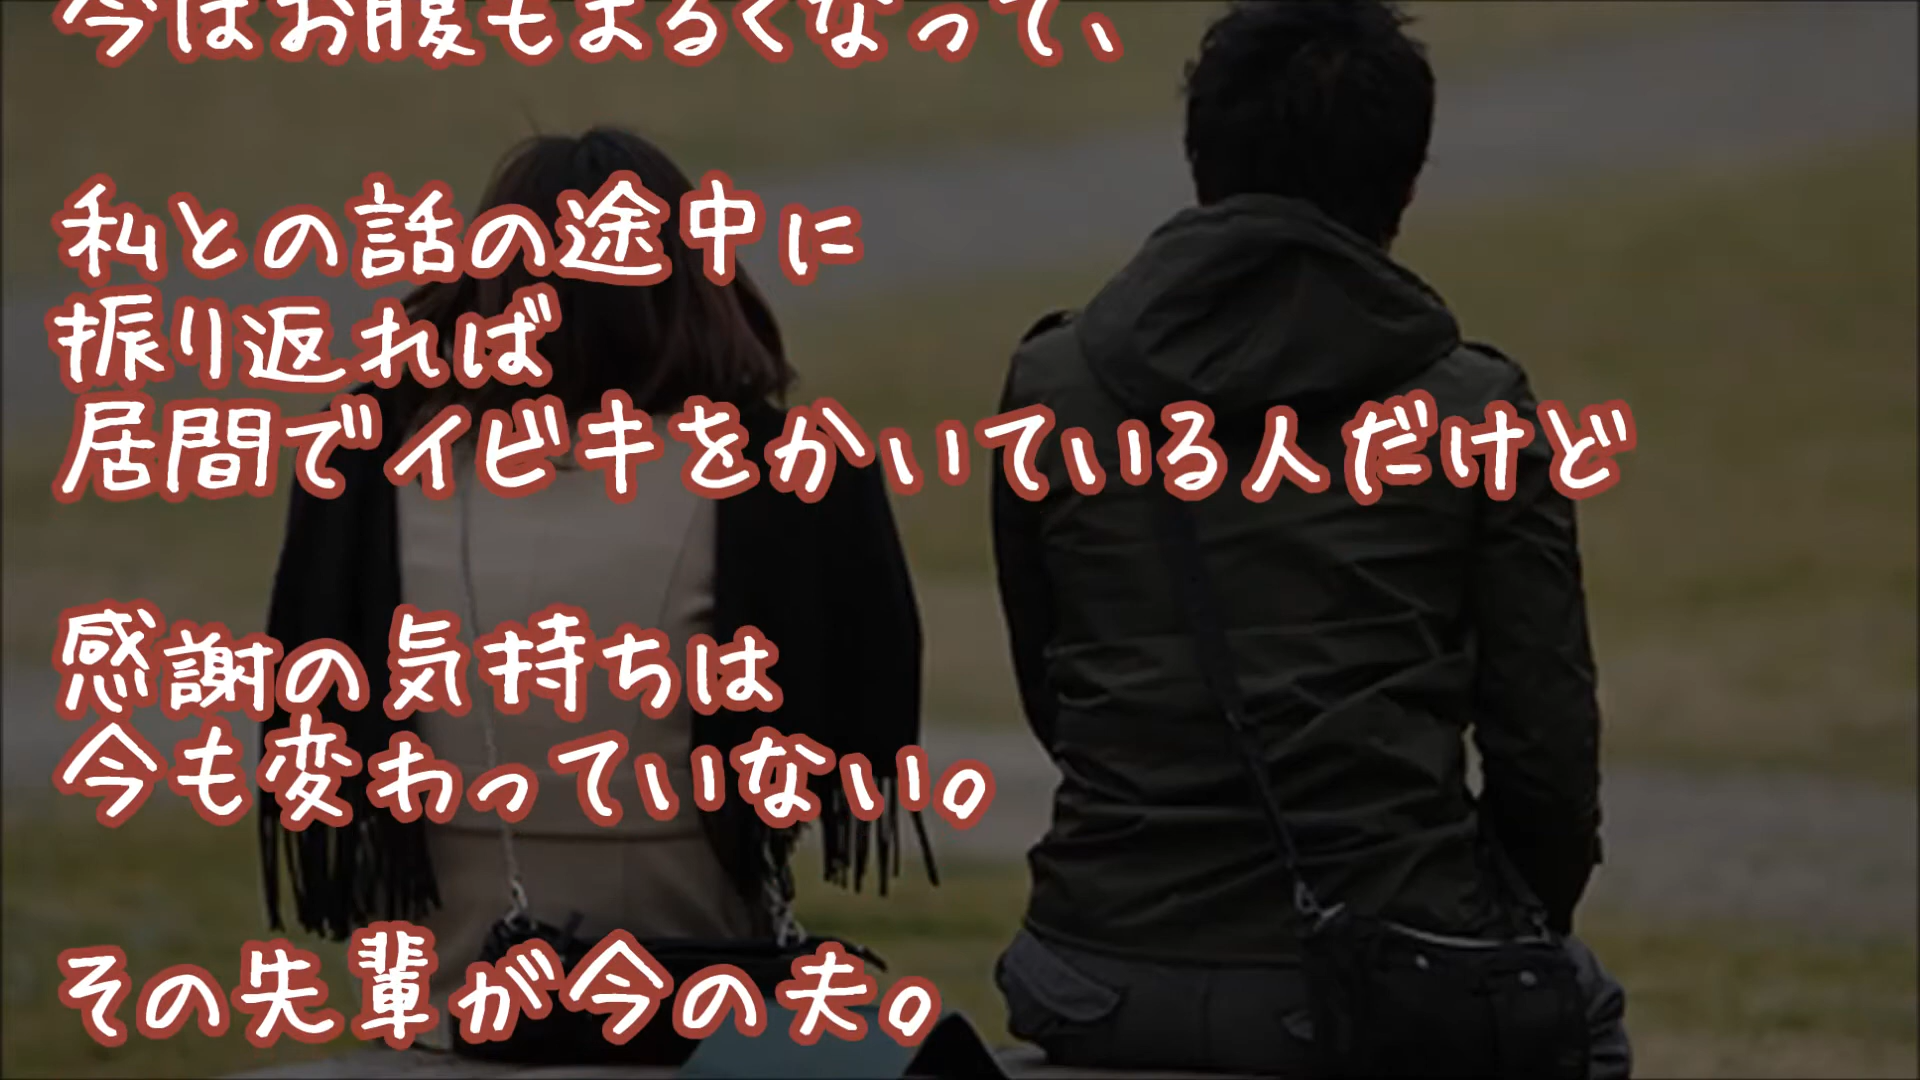 今はお腹もまるくなって、
私との話の途中に
振り返れば
居間でイビキをかいている人だけど
感謝の気持ちは
今も変わっていない。
その先輩が今の夫。